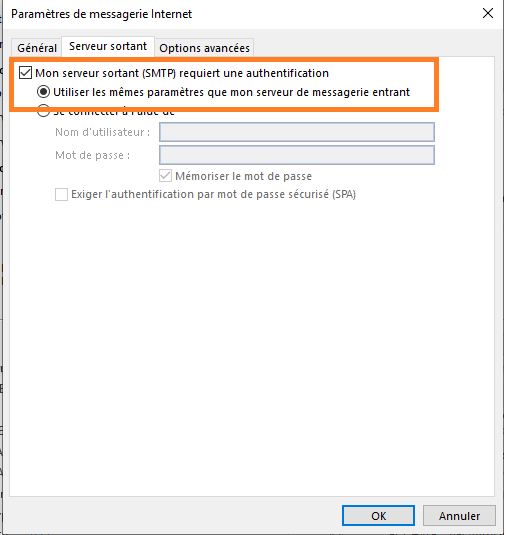 Paramètres de messagerie Internet
Général Serveur sortant Options avancées
Mon serveur sortant (SMTP) requiert une authentification
Utiliser les mêmes paramètres que mon serveur de messagerie entrant
Se connecter à l'aide de
Nom d'utilisateur :
Mot de passe :
Mémoriser le mot de passe
Exiger l'authentification par mot de passe sécurisé (SPA)
OK Annuler